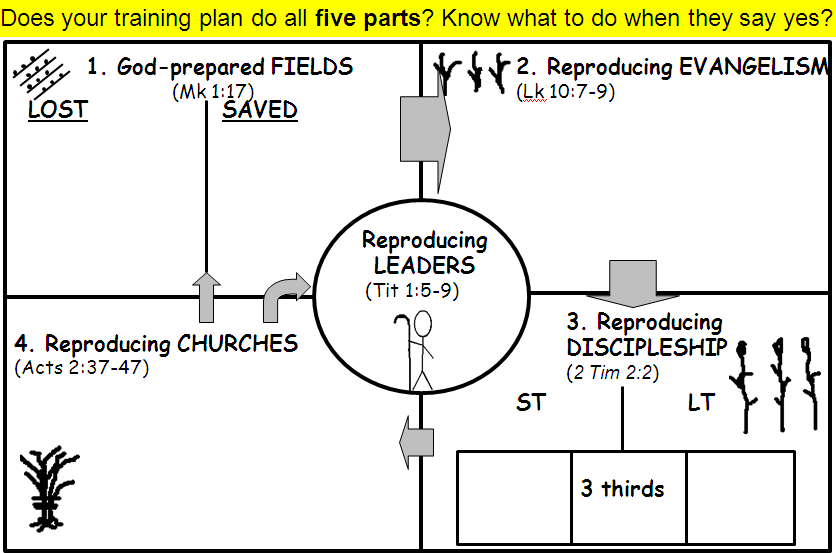 Does your training plan do all five parts? Know what to do when they say yes?
1. God-prepared FIELDS
(Mk 1:17)
LOST
SAVED
2. Reproducing EVANGELISM
(Lk 10:7-9)
Reproducing
LEADERS
(Tit 1:5-9)
3. Reproducing
DISCIPLESHIP
(2 Tim 2:2)
ST
LT
3 thirds
4. Reproducing CHURCHES
(Acts 2:37-47)